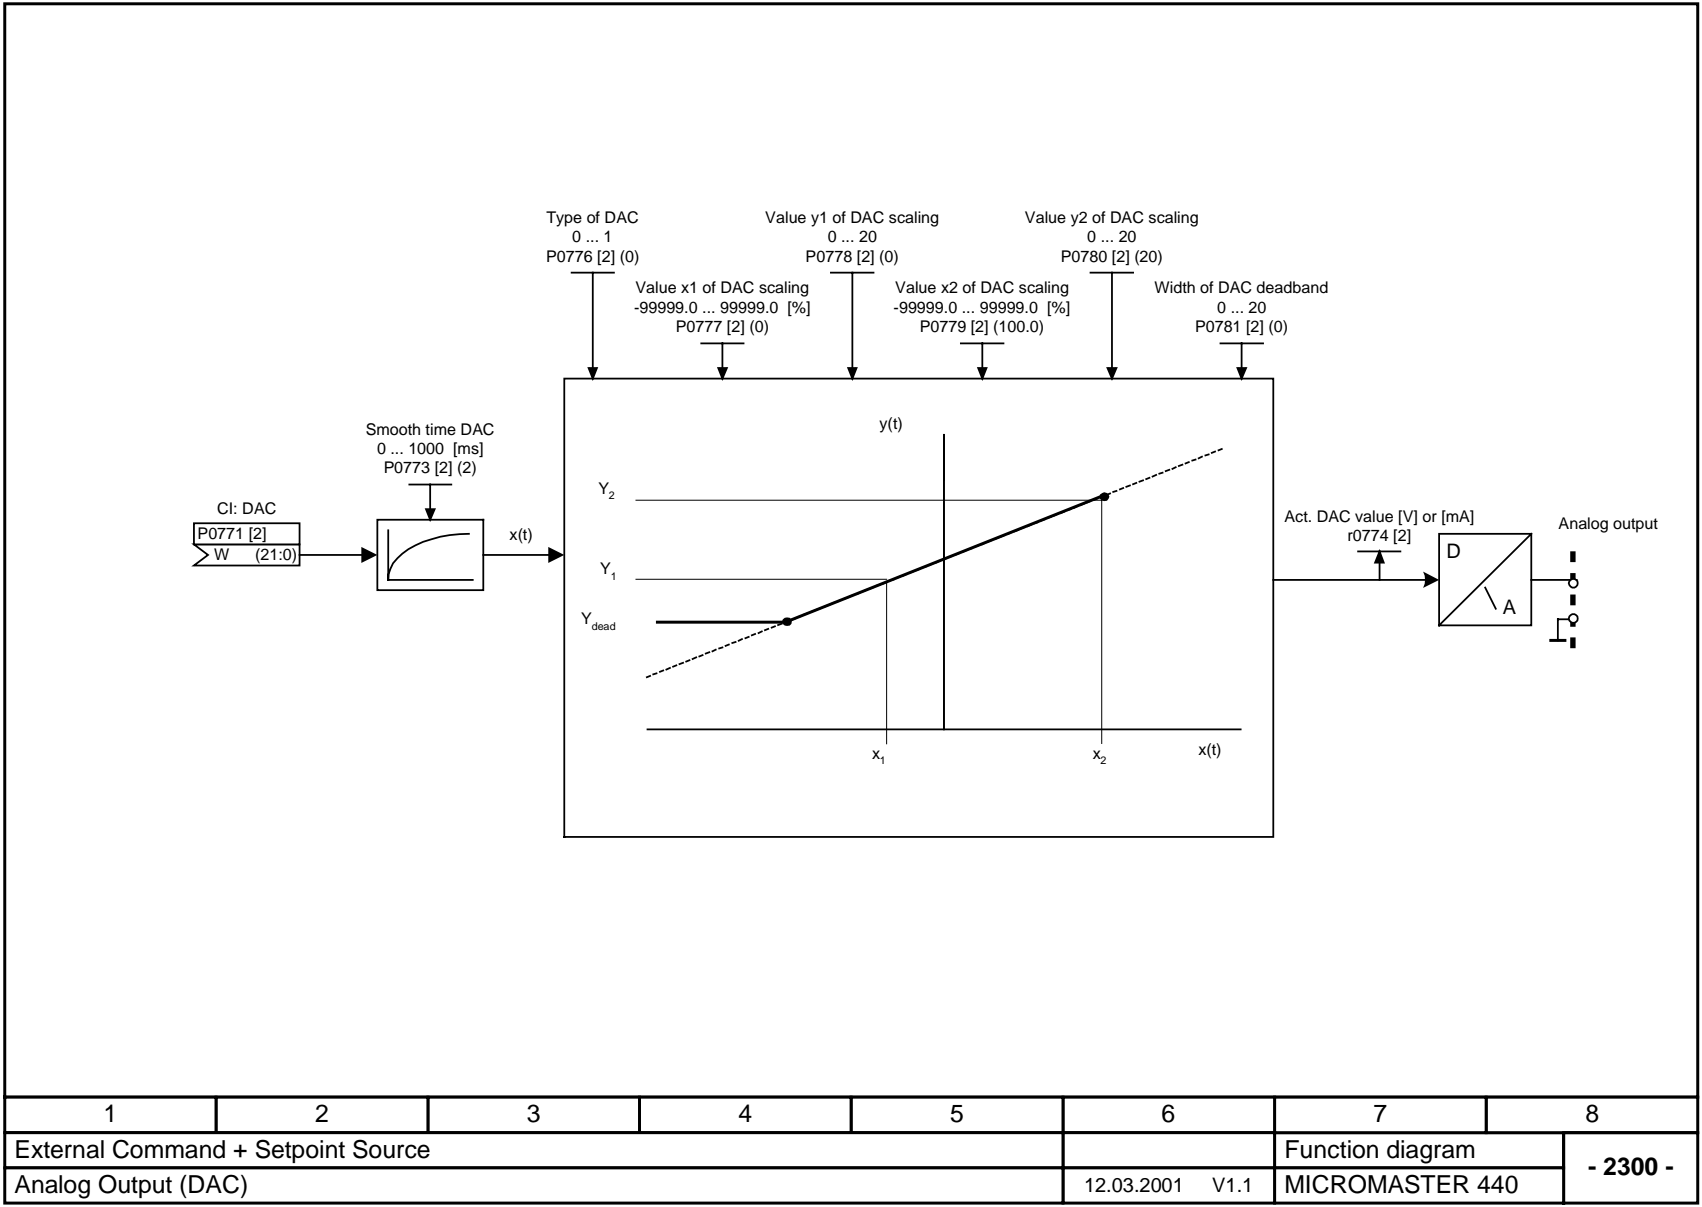 Type of DAC
0 ... 1
P0776 [2] (0)
Value y1 of DAC scaling
0 ... 20
P0778 [2] (0)
Value y2 of DAC scaling
0 ... 20
P0780 [2] (20)
Value x1 of DAC scaling
-99999.0 ... 99999.0 [%]
P0777 [2] (0)
Value x2 of DAC scaling
-99999.0 ... 99999.0 [%]
P0779 [2] (100.0)
Width of DAC deadband
0 ... 20
P0781 [2] (0)
Smooth time DAC
0 ... 1000 [ms]
P0773 [2] (2)
CI: DAC
P0771 [2]
W (21:0)
x(t)
y(t)
Y2
Y1
Ydead
x1
x2
x(t)
Act. DAC value [V] or [mA]
r0774 [2]
D
A
Analog output
1 2 3 4 5 6 7 8
External Command + Setpoint Source
Function diagram
- 2300 -
Analog Output (DAC)
12.03.2001 V1.1
MICROMASTER 440